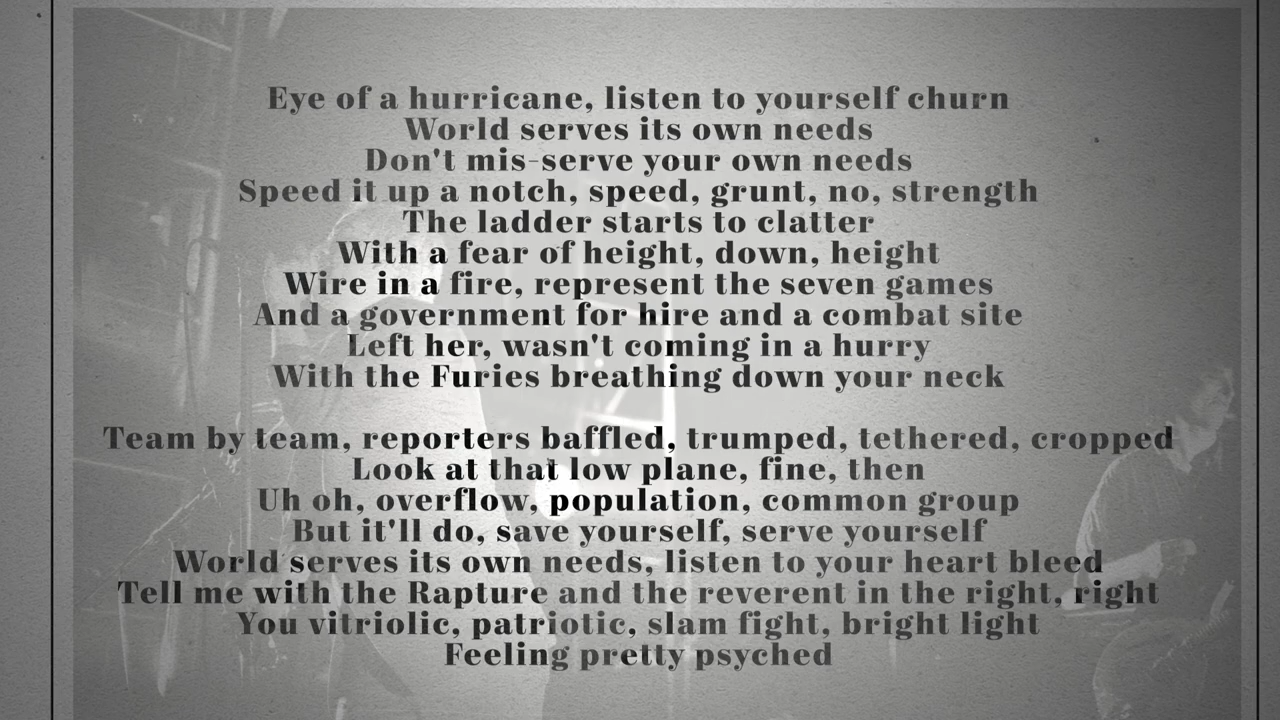 Eye of a hurricane, listen to yourself churn
World serves its own needs
Don't mis-serve your own needs
Speed it up a notch, speed, grunt, no, strength
The ladder starts to clatter
With a fear of height, down, height
Wire in a fire, represent the seven games
And a government for hire and a combat site
Left her, wasn't coming in a hurry
With the Furies breathing down your neck

Team by team, reporters baffled, trumped, tethered, cropped
Look at that low plane, fine, then
Uh oh, overflow, population, common group
But it'll do, save yourself, serve yourself
World serves its own needs, listen to your heart bleed
Tell me with the Rapture and the reverent in the right, right
You vitriolic, patriotic, slam fight, bright light
Feeling pretty psyched